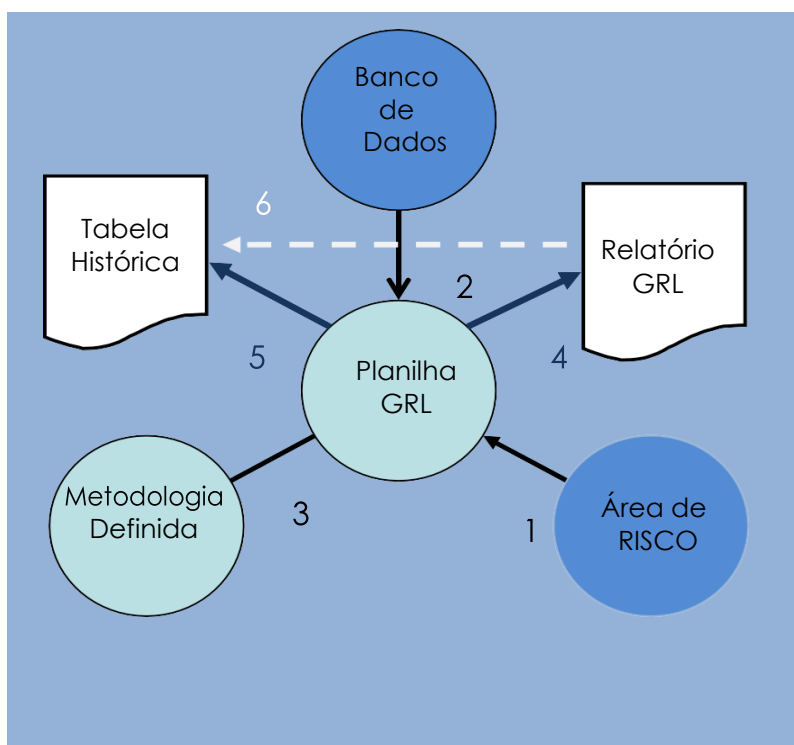 Banco
de
Dados
6
Tabela
Histórica
Relatório
GRL
2
5
4
Planilha
GRL
Metodologia
Definida
3
1
Área de
RISCO